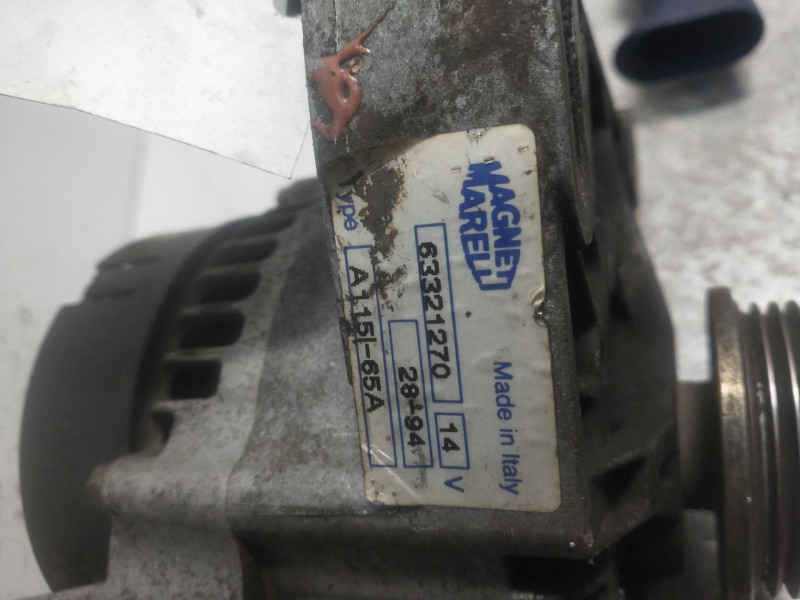 MAGNETI
MARELLI
Made in Italy
63321270 14 V
28-94
Type A115I-65A